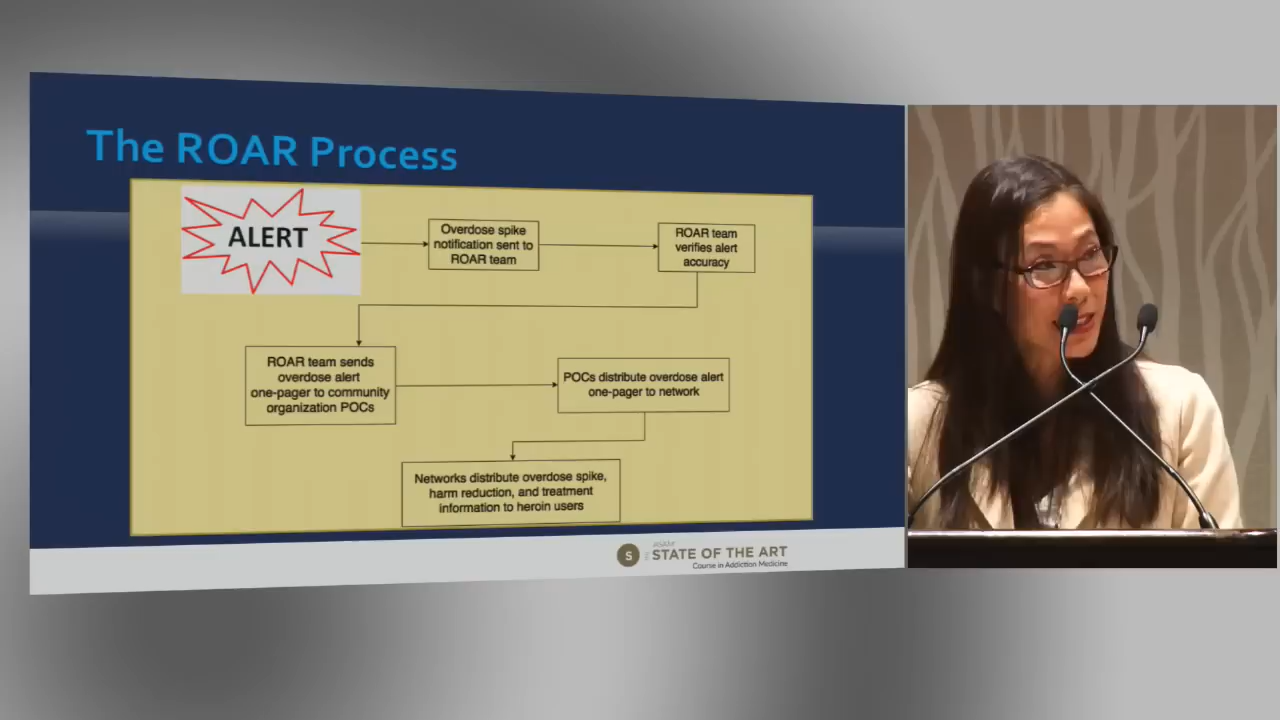 The ROAR Process
ALERT
Overdose spike
notification sent to
ROAR team
ROAR team
verifies alert
accuracy
ROAR team sends
overdose alert
one-pager to community
organization POCs
POCs distribute overdose alert
one-pager to network
Networks distribute overdose spike,
harm reduction, and treatment
information to heroin users
S
ASAM
THE
STATE OF THE ART
Course in Addiction Medicine